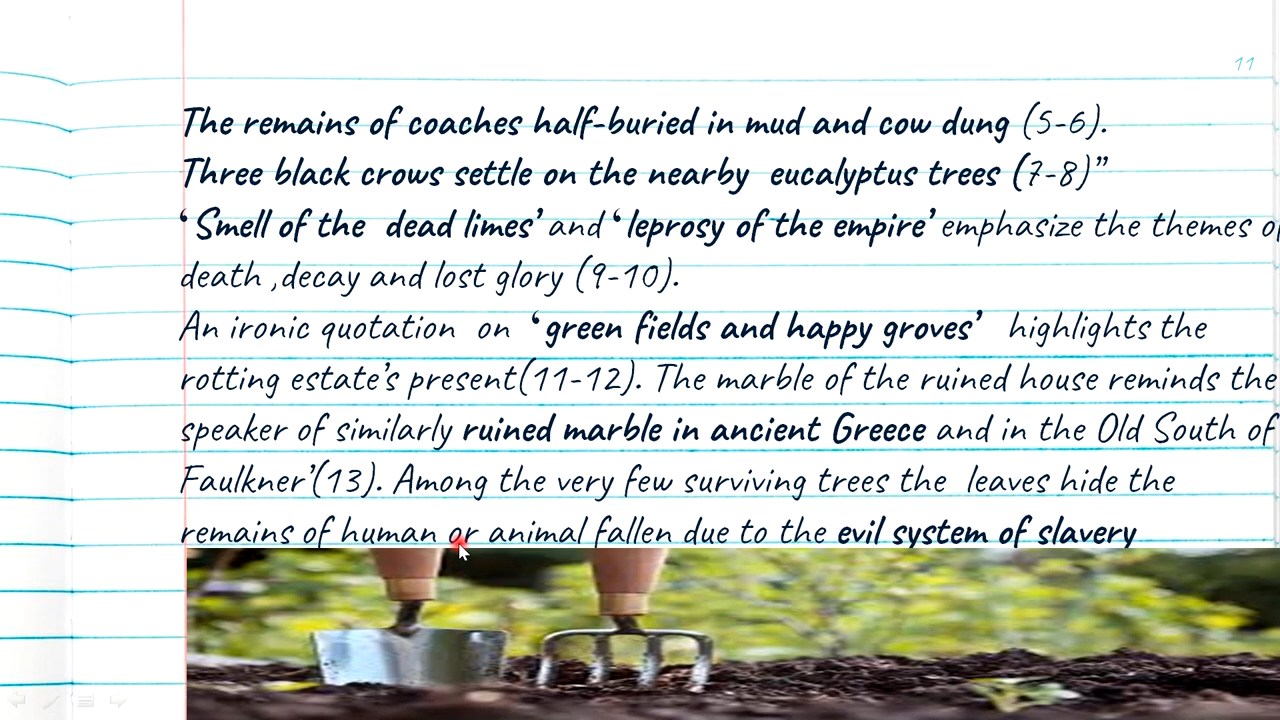 11
The remains of coaches half-buried in mud and cow dung (5-6).
Three black crows settle on the nearby eucalyptus trees (7-8)”
‘Smell of the dead limes’ and ‘leprosy of the empire’ emphasize the themes of
death ,decay and lost glory (9-10).
An ironic quotation on ‘green fields and happy groves’ highlights the
rotting estate’s present(11-12). The marble of the ruined house reminds the
speaker of similarly ruined marble in ancient Greece and in the Old South of
Faulkner’(13). Among the very few surviving trees the leaves hide the
remains of human or animal fallen due to the evil system of slavery